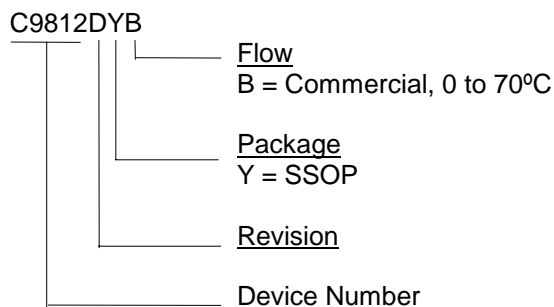 C9812DYB
Flow
B = Commercial, 0 to 70ºC
Package
Y = SSOP
Revision
Device Number